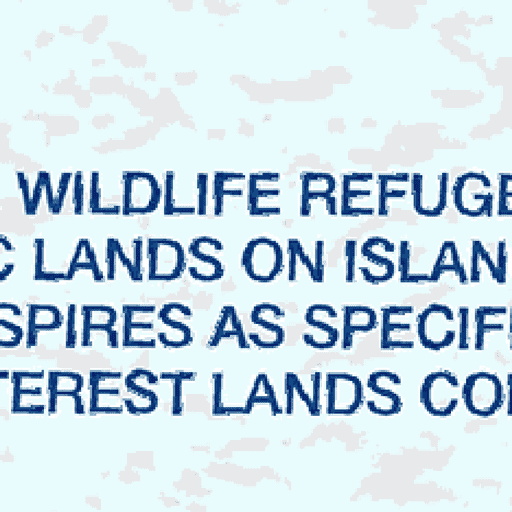 WILDLIFE REFUGE
C LANDS ON ISLAN
SPIRES AS SPECIF
TEREST LANDS CO